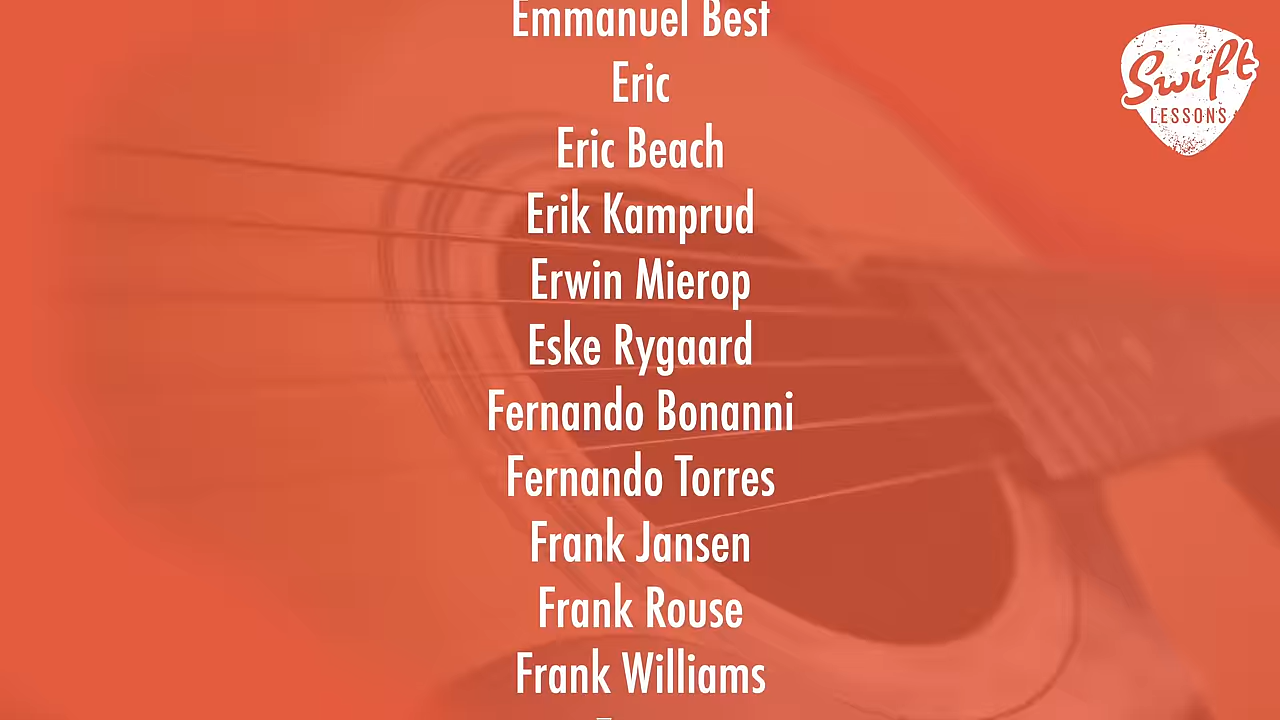 Emmanuel Best
Eric
Eric Beach
Erik Kamprud
Erwin Mierop
Eske Rygaard
Fernando Bonanni
Fernando Torres
Frank Jansen
Frank Rouse
Frank Williams
Swift
LESSONS